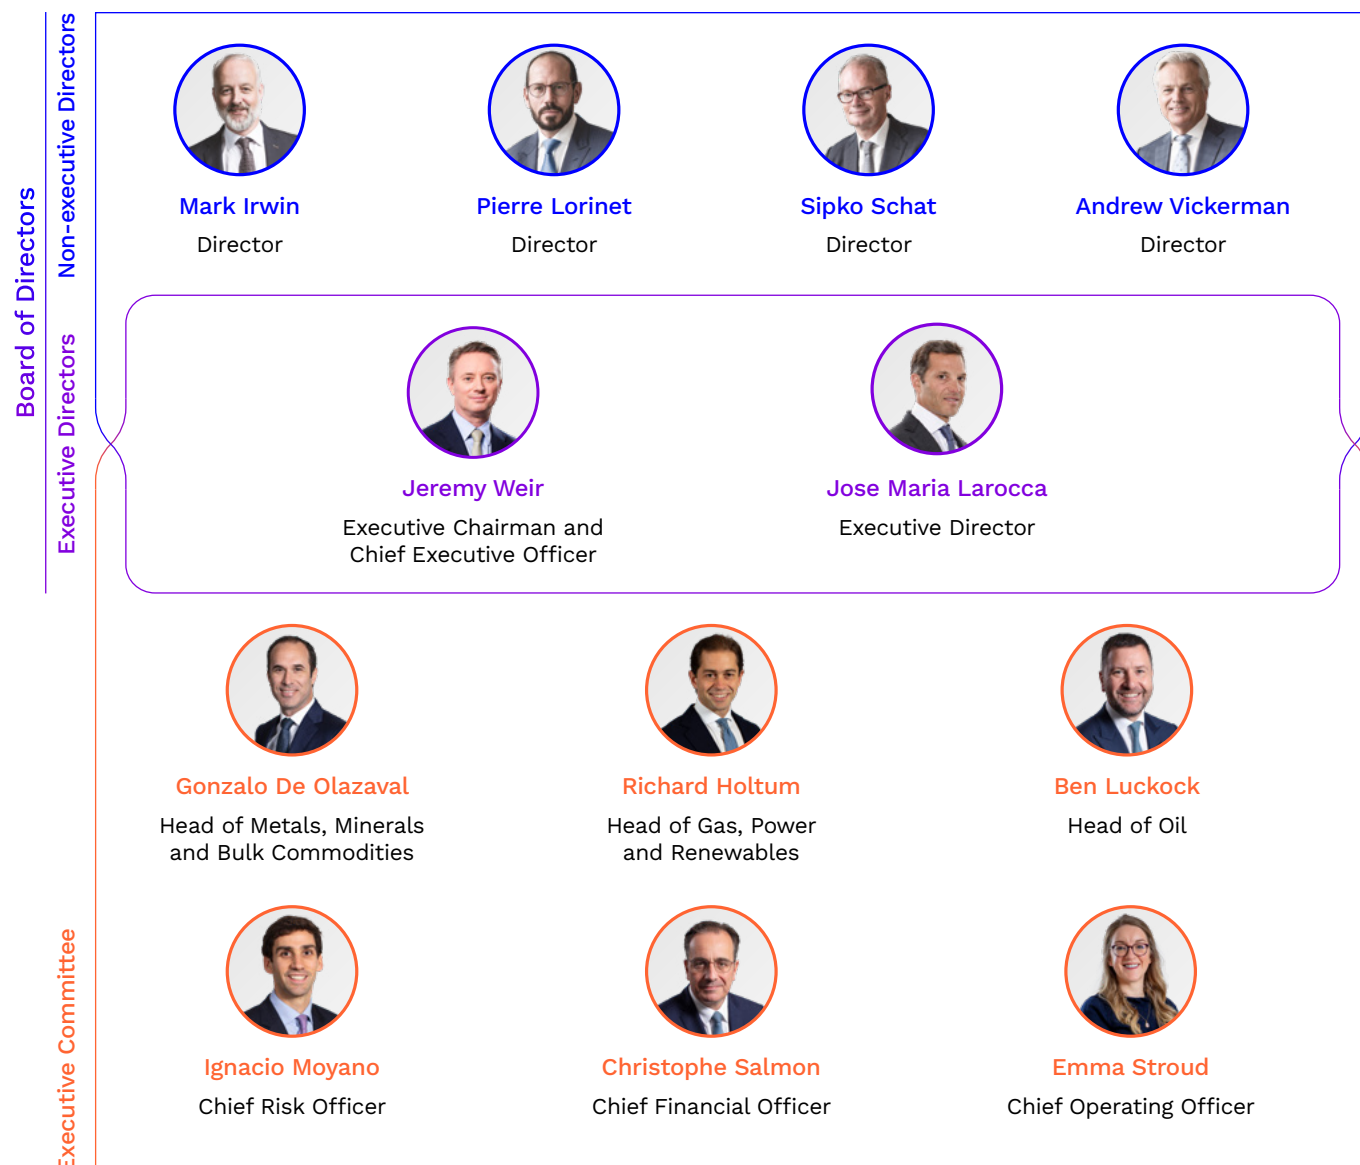 Board of Directors
Non-executive Directors
Mark Irwin
Director
Pierre Lorinet
Director
Sipko Schat
Director
Andrew Vickerman
Director
Executive Directors
Jeremy Weir
Executive Chairman and
Chief Executive Officer
Jose Maria Larocca
Executive Director
Executive Committee
Gonzalo De Olazaval
Head of Metals, Minerals
and Bulk Commodities
Richard Holtum
Head of Gas, Power
and Renewables
Ben Luckock
Head of Oil
Ignacio Moyano
Chief Risk Officer
Christophe Salmon
Chief Financial Officer
Emma Stroud
Chief Operating Officer